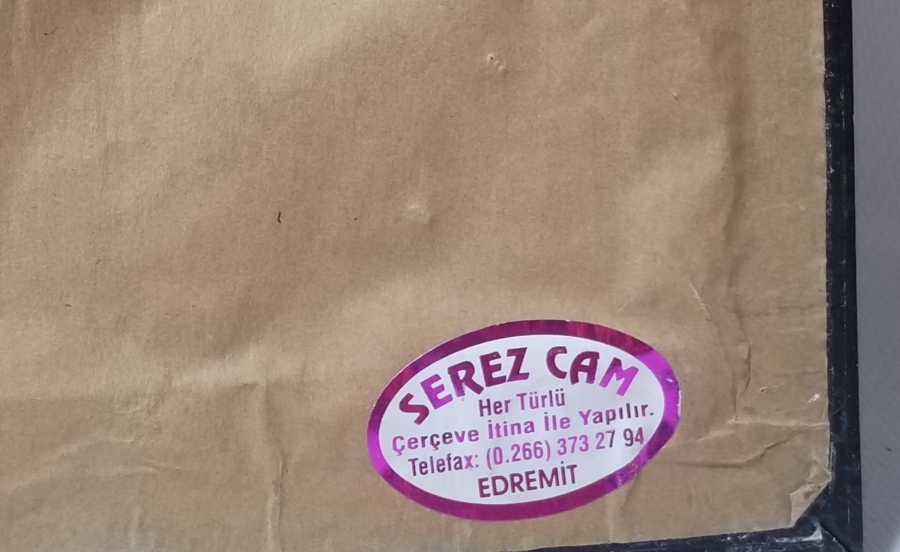 SEREZ CAM
Her Türlü
Çerçeve İtina İle Yapılır.
Telefax: (0.266) 373 27 94
EDREMİT